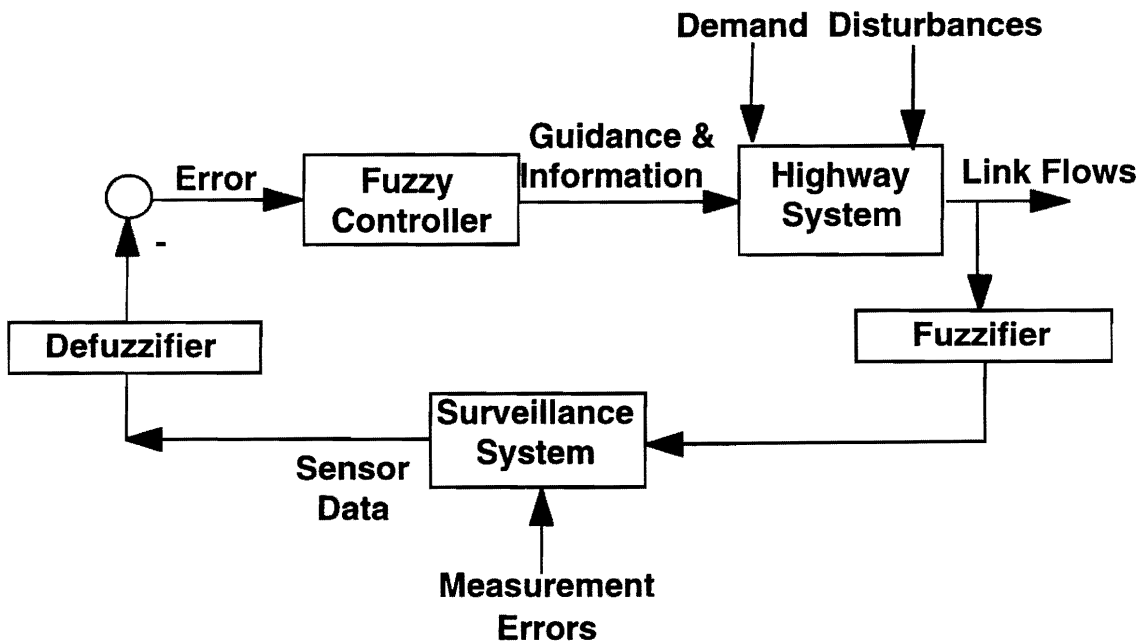 Demand Disturbances
Guidance &
Information
Error
Fuzzy
Controller
Highway
System
Link Flows
-
Defuzzifier
Fuzzifier
Surveillance
System
Sensor
Data
Measurement
Errors